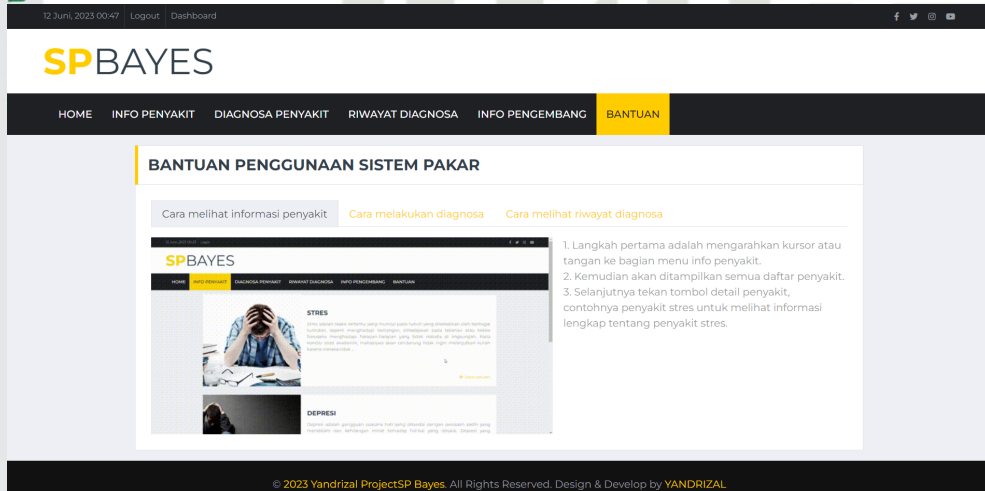 12 Juni, 2023 00:47 Logout Dashboard
SPBAYES
HOME INFO PENYAKIT DIAGNOSA PENYAKIT RIWAYAT DIAGNOSA INFO PENGEMBANG BANTUAN
BANTUAN PENGGUNAAN SISTEM PAKAR
Cara melihat informasi penyakit Cara melakukan diagnosa Cara melihat riwayat diagnosa
SPBAYES
HOME INFO PENYAKIT DIAGNOSA PENYAKIT RIWAYAT DIAGNOSA INFO PENGEMBANG BANTUAN
STRES
DEPRESI
1. Langkah pertama adalah mengarahkan kursor atau
tangan ke bagian menu info penyakit.
2. Kemudian akan ditampilkan semua daftar penyakit.
3. Selanjutnya tekan tombol detail penyakit,
contohnya penyakit stres untuk melihat informasi
lengkap tentang penyakit stres.
© 2023 Yandrizal ProjectSP Bayes. All Rights Reserved. Design & Develop by YANDRIZAL